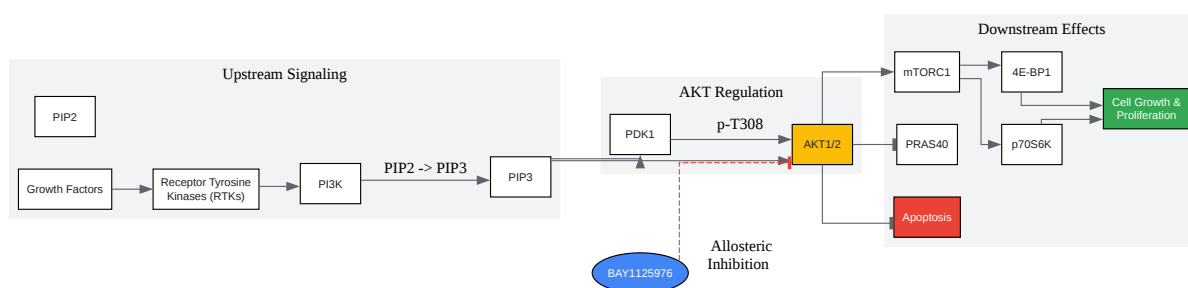 Upstream Signaling
PIP2
Growth Factors
Receptor Tyrosine
Kinases (RTKs)
PI3K
PIP2 -> PIP3
PIP3
AKT Regulation
PDK1
p-T308
AKT1/2
BAY1125976
Allosteric
Inhibition
Downstream Effects
mTORC1
4E-BP1
PRAS40
p70S6K
Apoptosis
Cell Growth &
Proliferation